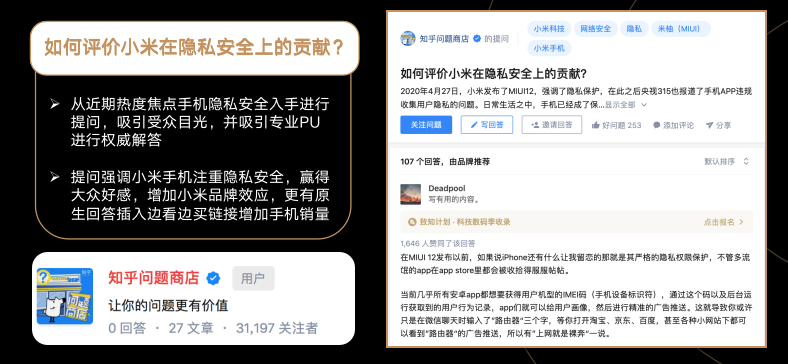 如何评价小米在隐私安全上的贡献？
从近期热度焦点手机隐私安全入手进行
提问，吸引受众目光，并吸引专业PU
进行权威解答
提问强调小米手机注重隐私安全，赢得
大众好感，增加小米品牌效应，更有原
生回答插入边看边买链接增加手机销量
知乎
知乎问题商店 用户
让你的问题更有价值
0 回答 · 27 文章 · 31,197 关注者
知乎问题商店 的提问
小米科技 网络安全 隐私 米柚（MIUI）
小米手机
如何评价小米在隐私安全上的贡献？
2020年4月27日，小米发布了MIUI12，强调了隐私保护，在此之后央视315也报道了手机APP违规
收集用户隐私的问题。日常生活之中，手机已经成了保...显示全部
关注问题 写回答 邀请回答 好问题 253 添加评论 分享
107 个回答，由品牌推荐 默认排序
Deadpool
写有用的内容。
致知计划 · 科技数码季收录 点击报名 >
1,646 人赞同了该回答
在MIUI 12发布以前，如果说iPhone还有什么让我留恋的那就是其严格的隐私权限保护，不管多流
氓的app在app store里都会被收拾得服服帖帖。
当前几乎所有安卓app都想要获得用户机型的IMEI码（手机设备标识符），通过这个码以及后台运
行获取到的用户行为记录，app们就可以给用户画像，然后进行精准的广告推送。这就导致你或许
只是在微信聊天时输入了“路由器”三个字，等你打开淘宝、京东、百度，甚至各种小网站下都可
以看到“路由器”的广告推送，所以有“上网就是裸奔”一说。